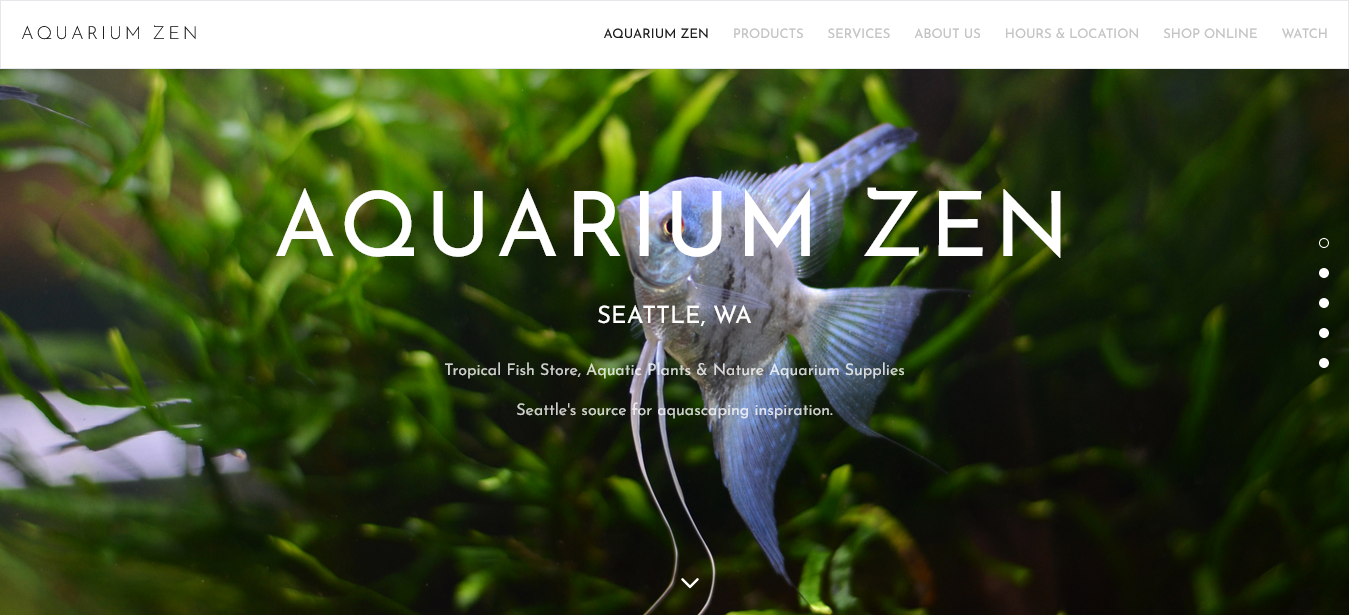 AQUARIUM ZEN
AQUARIUM ZEN PRODUCTS SERVICES ABOUT US HOURS & LOCATION SHOP ONLINE WATCH
AQUARIUM ZEN
SEATTLE, WA
Tropical Fish Store, Aquatic Plants & Nature Aquarium Supplies
Seattle's source for aquascaping inspiration.